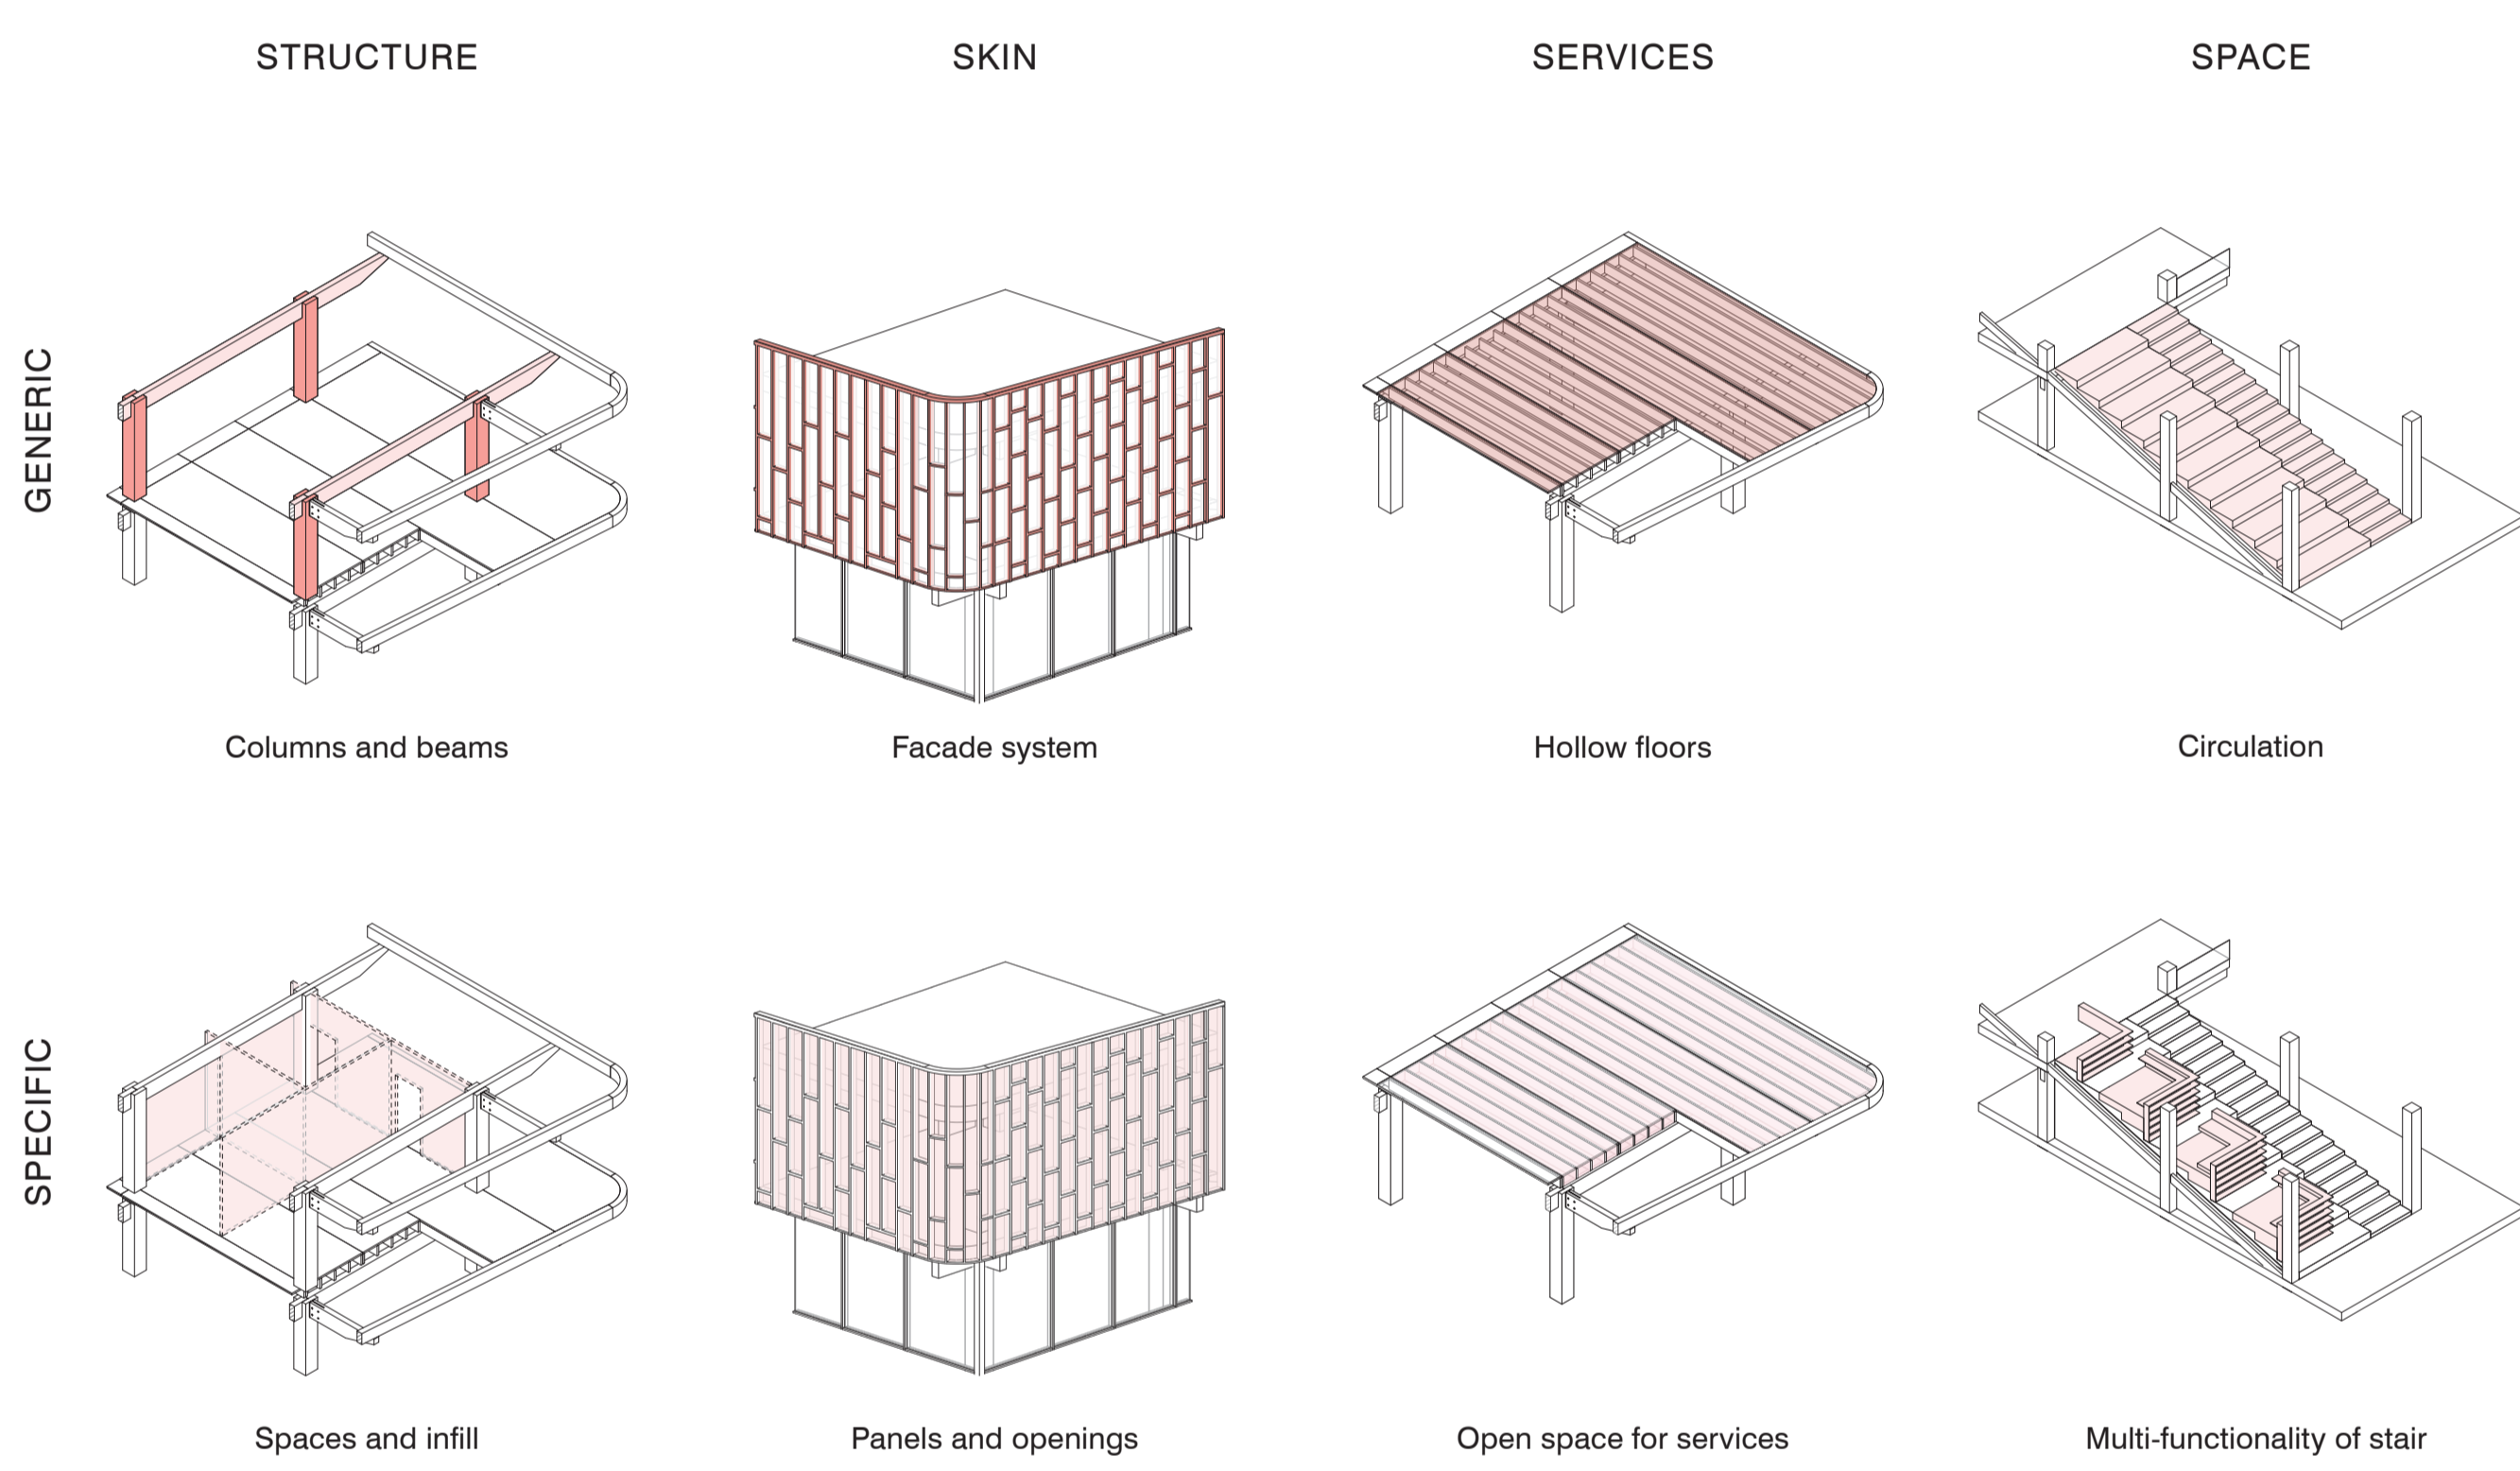 STRUCTURE
SKIN
SERVICES
SPACE
GENERIC
Columns and beams
Facade system
Hollow floors
Circulation
SPECIFIC
Spaces and infill
Panels and openings
Open space for services
Multi-functionality of stair